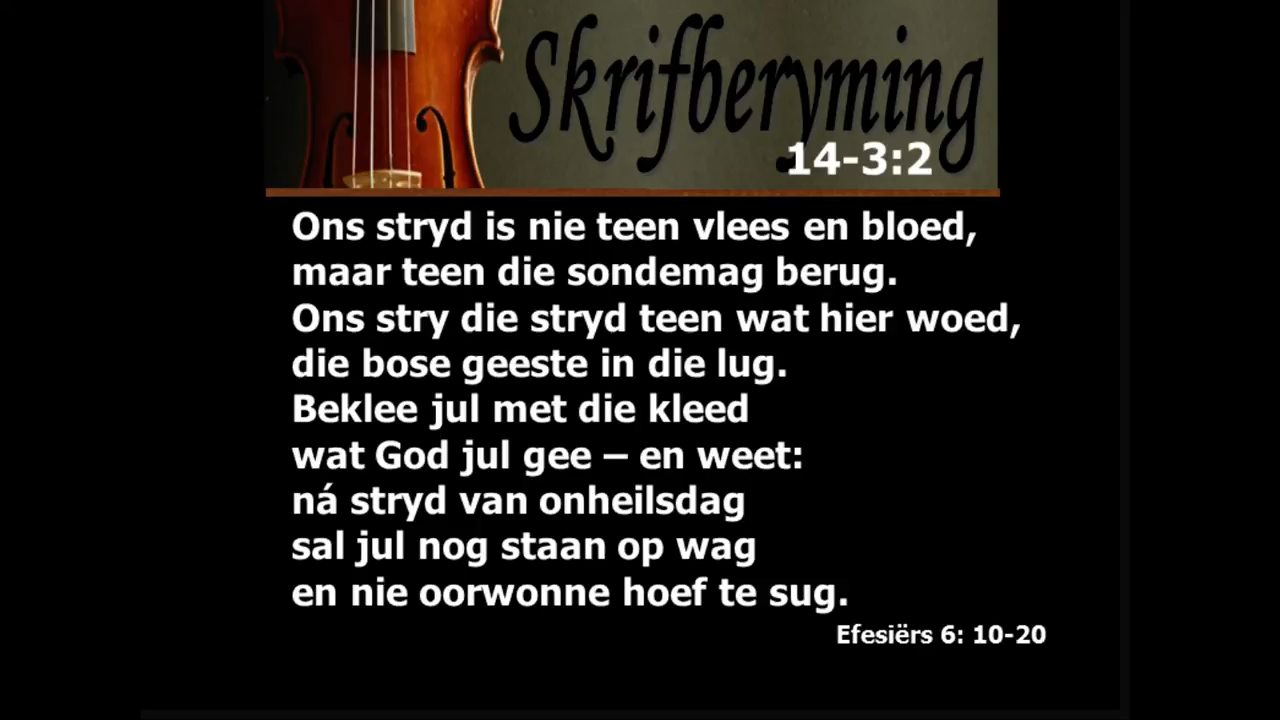 Skrifberyming
14-3:2
Ons stryd is nie teen vlees en bloed,
maar teen die sondemag berug.
Ons stry die stryd teen wat hier woed,
die bose geeste in die lug.
Beklee jul met die kleed
wat God jul gee – en weet:
ná stryd van onheilsdag
sal jul nog staan op wag
en nie oorwonne hoef te sug.
Efesiërs 6: 10-20